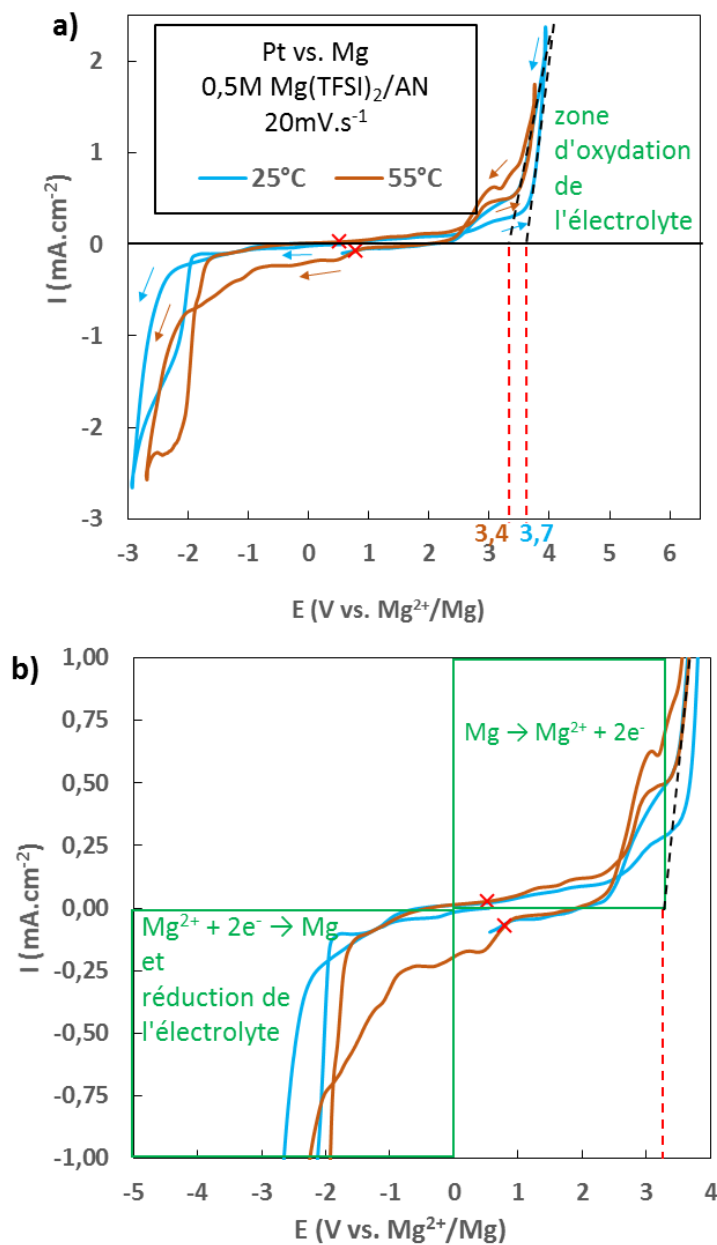 a)
Pt vs. Mg
0,5M Mg(TFSI)₂/AN
20mV.s⁻¹
25°C 55°C
zone
d'oxydation
de
l'électrolyte
I (mA.cm⁻²)
2
1
0
-1
-2
-3
-3 -2 -1 0 1 2 3 4 5 6
3,4 3,7
E (V vs. Mg²⁺/Mg)
b)
I (mA.cm⁻²)
1,00
0,75
0,50
0,25
0,00
-0,25
-0,50
-0,75
-1,00
Mg → Mg²⁺ + 2e⁻
Mg²⁺ + 2e⁻ → Mg
et
réduction de
l'électrolyte
-5 -4 -3 -2 -1 0 1 2 3 4
E (V vs. Mg²⁺/Mg)